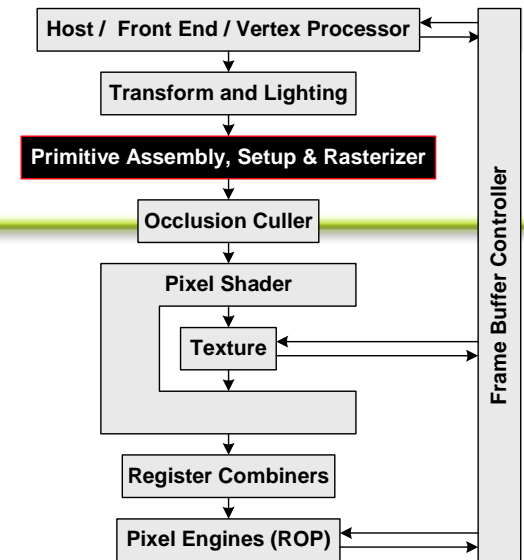 Host / Front End / Vertex Processor
Transform and Lighting
Primitive Assembly, Setup & Rasterizer
Occlusion Culler
Pixel Shader
Texture
Register Combiners
Pixel Engines (ROP)
Frame Buffer Controller